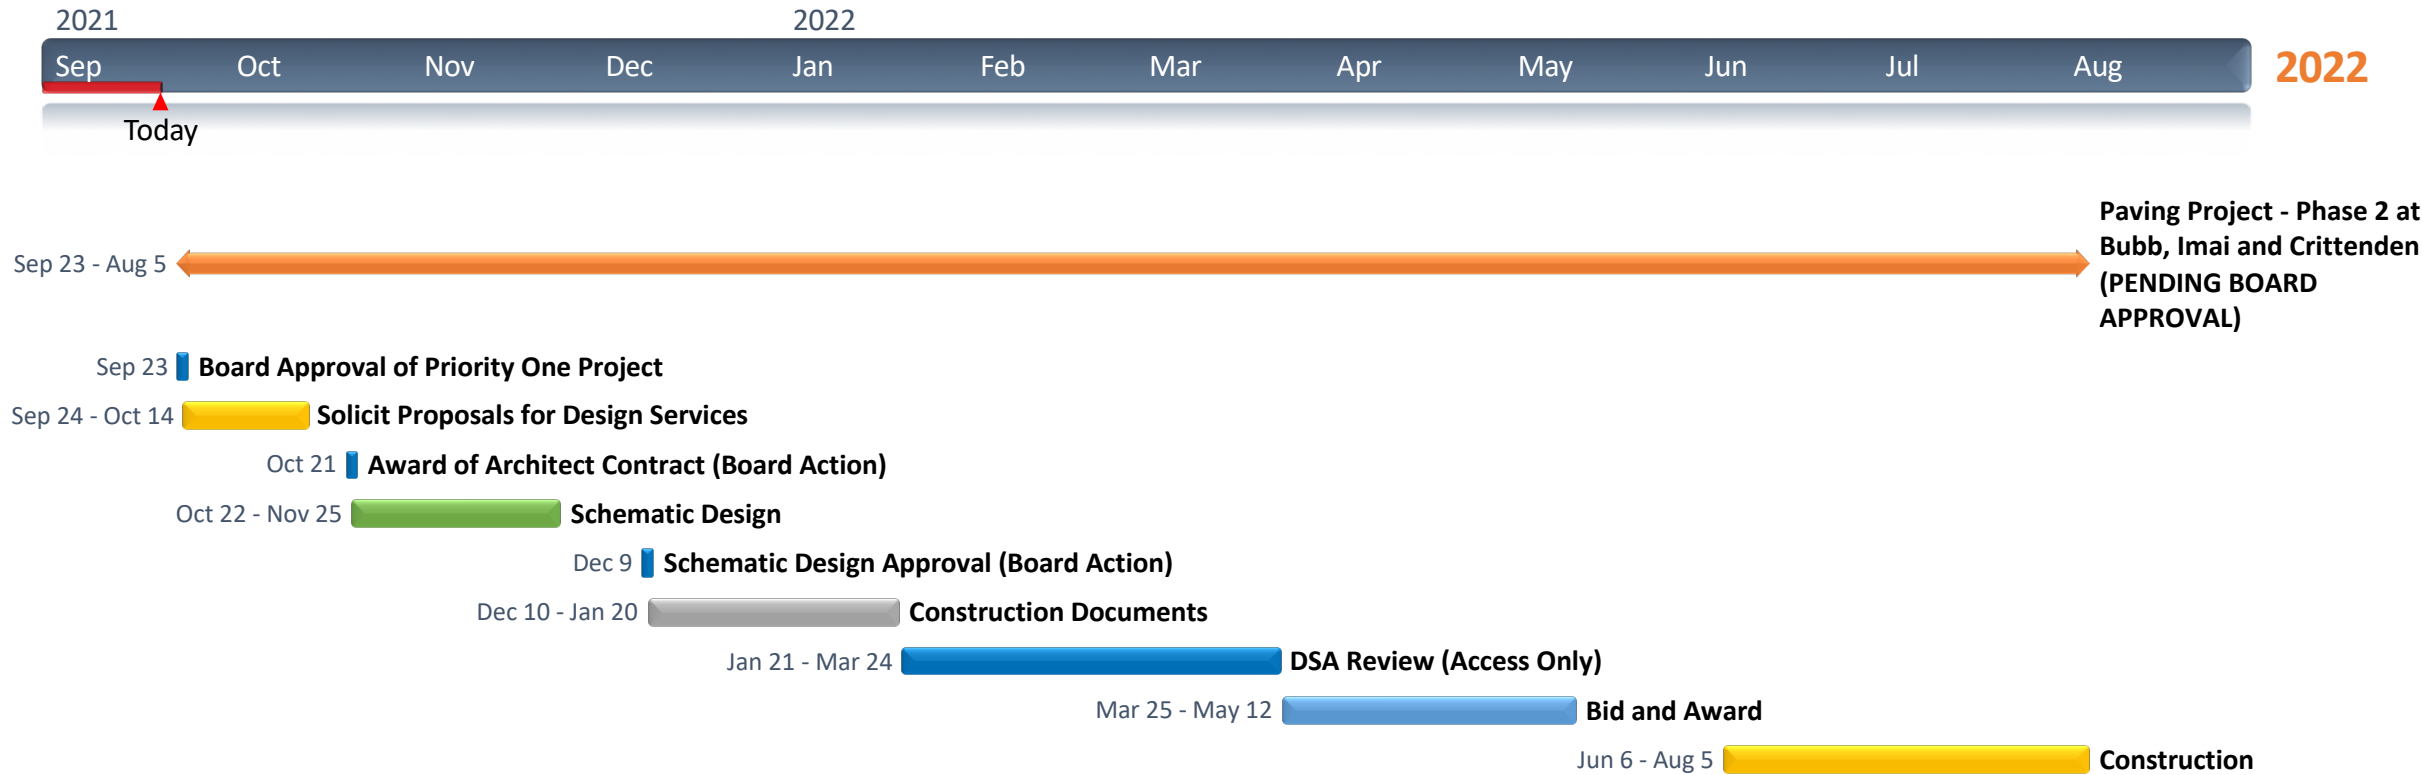 2021 2022
Sep Oct Nov Dec Jan Feb Mar Apr May Jun Jul Aug 2022
Today
Paving Project - Phase 2 at
Bubb, Imai and Crittenden
(PENDING BOARD
APPROVAL)
Sep 23 - Aug 5
Sep 23 Board Approval of Priority One Project
Sep 24 - Oct 14 Solicit Proposals for Design Services
Oct 21 Award of Architect Contract (Board Action)
Oct 22 - Nov 25 Schematic Design
Dec 9 Schematic Design Approval (Board Action)
Dec 10 - Jan 20 Construction Documents
Jan 21 - Mar 24 DSA Review (Access Only)
Mar 25 - May 12 Bid and Award
Jun 6 - Aug 5 Construction